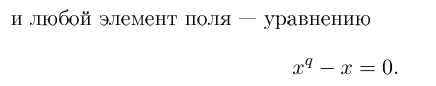 и любой элемент поля — уравнению
x^q − x = 0.